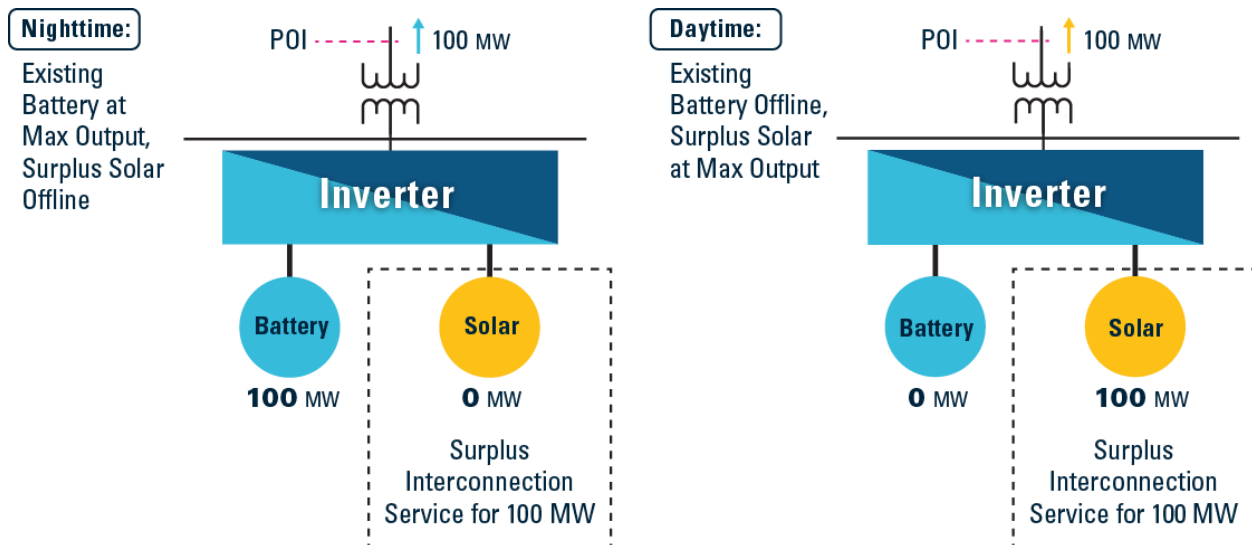 Nighttime:
Existing
Battery at
Max Output,
Surplus Solar
Offline
POI
100 MW
Inverter
Battery
Solar
100 MW
0 MW
Surplus
Interconnection
Service for 100 MW
Daytime:
Existing
Battery Offline,
Surplus Solar
at Max Output
POI
100 MW
Inverter
Battery
Solar
0 MW
100 MW
Surplus
Interconnection
Service for 100 MW